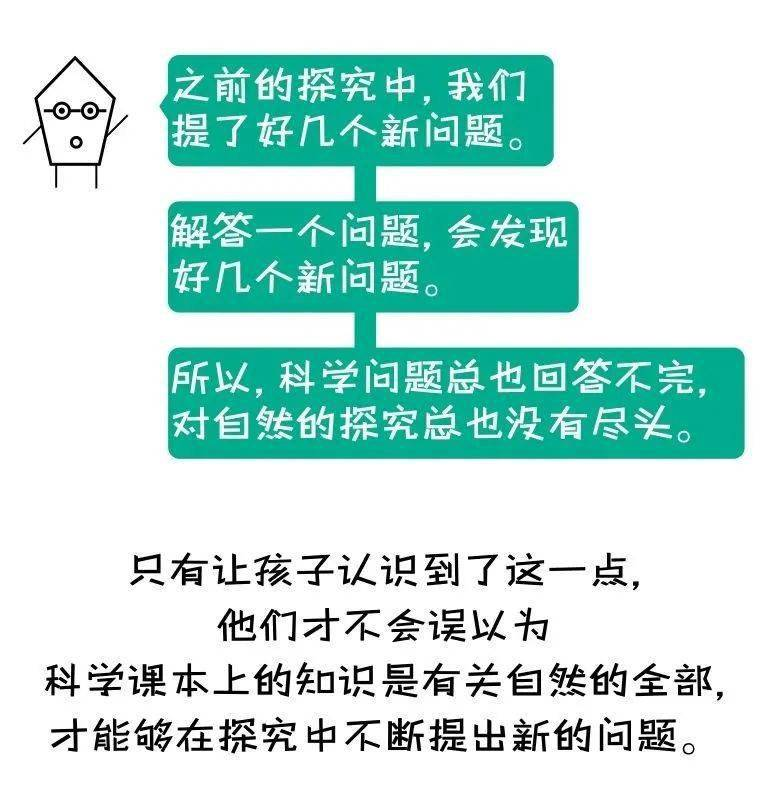 之前的探究中，我们
提了好几个新问题。
解答一个问题，会发现
好几个新问题。
所以，科学问题总也回答不完，
对自然的探究总也没有尽头。
只有让孩子认识到了这一点，
他们才不会误以为
科学课本上的知识是有关自然的全部，
才能够在探究中不断提出新的问题。